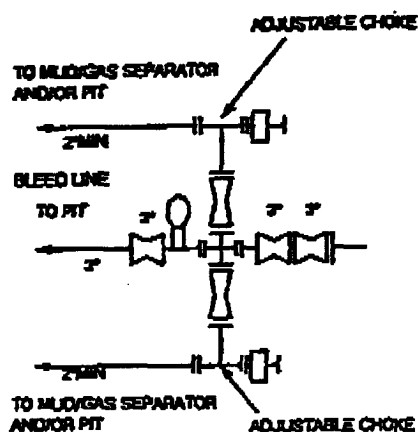 ADJUSTABLE CHOKE
TO MUD/GAS SEPARATOR
AND/OR PIT
2"MIN
BLEED LINE
TO PIT
3"
3" 3"
3"
2"MIN
TO MUD/GAS SEPARATOR
AND/OR PIT
ADJUSTABLE CHOKE